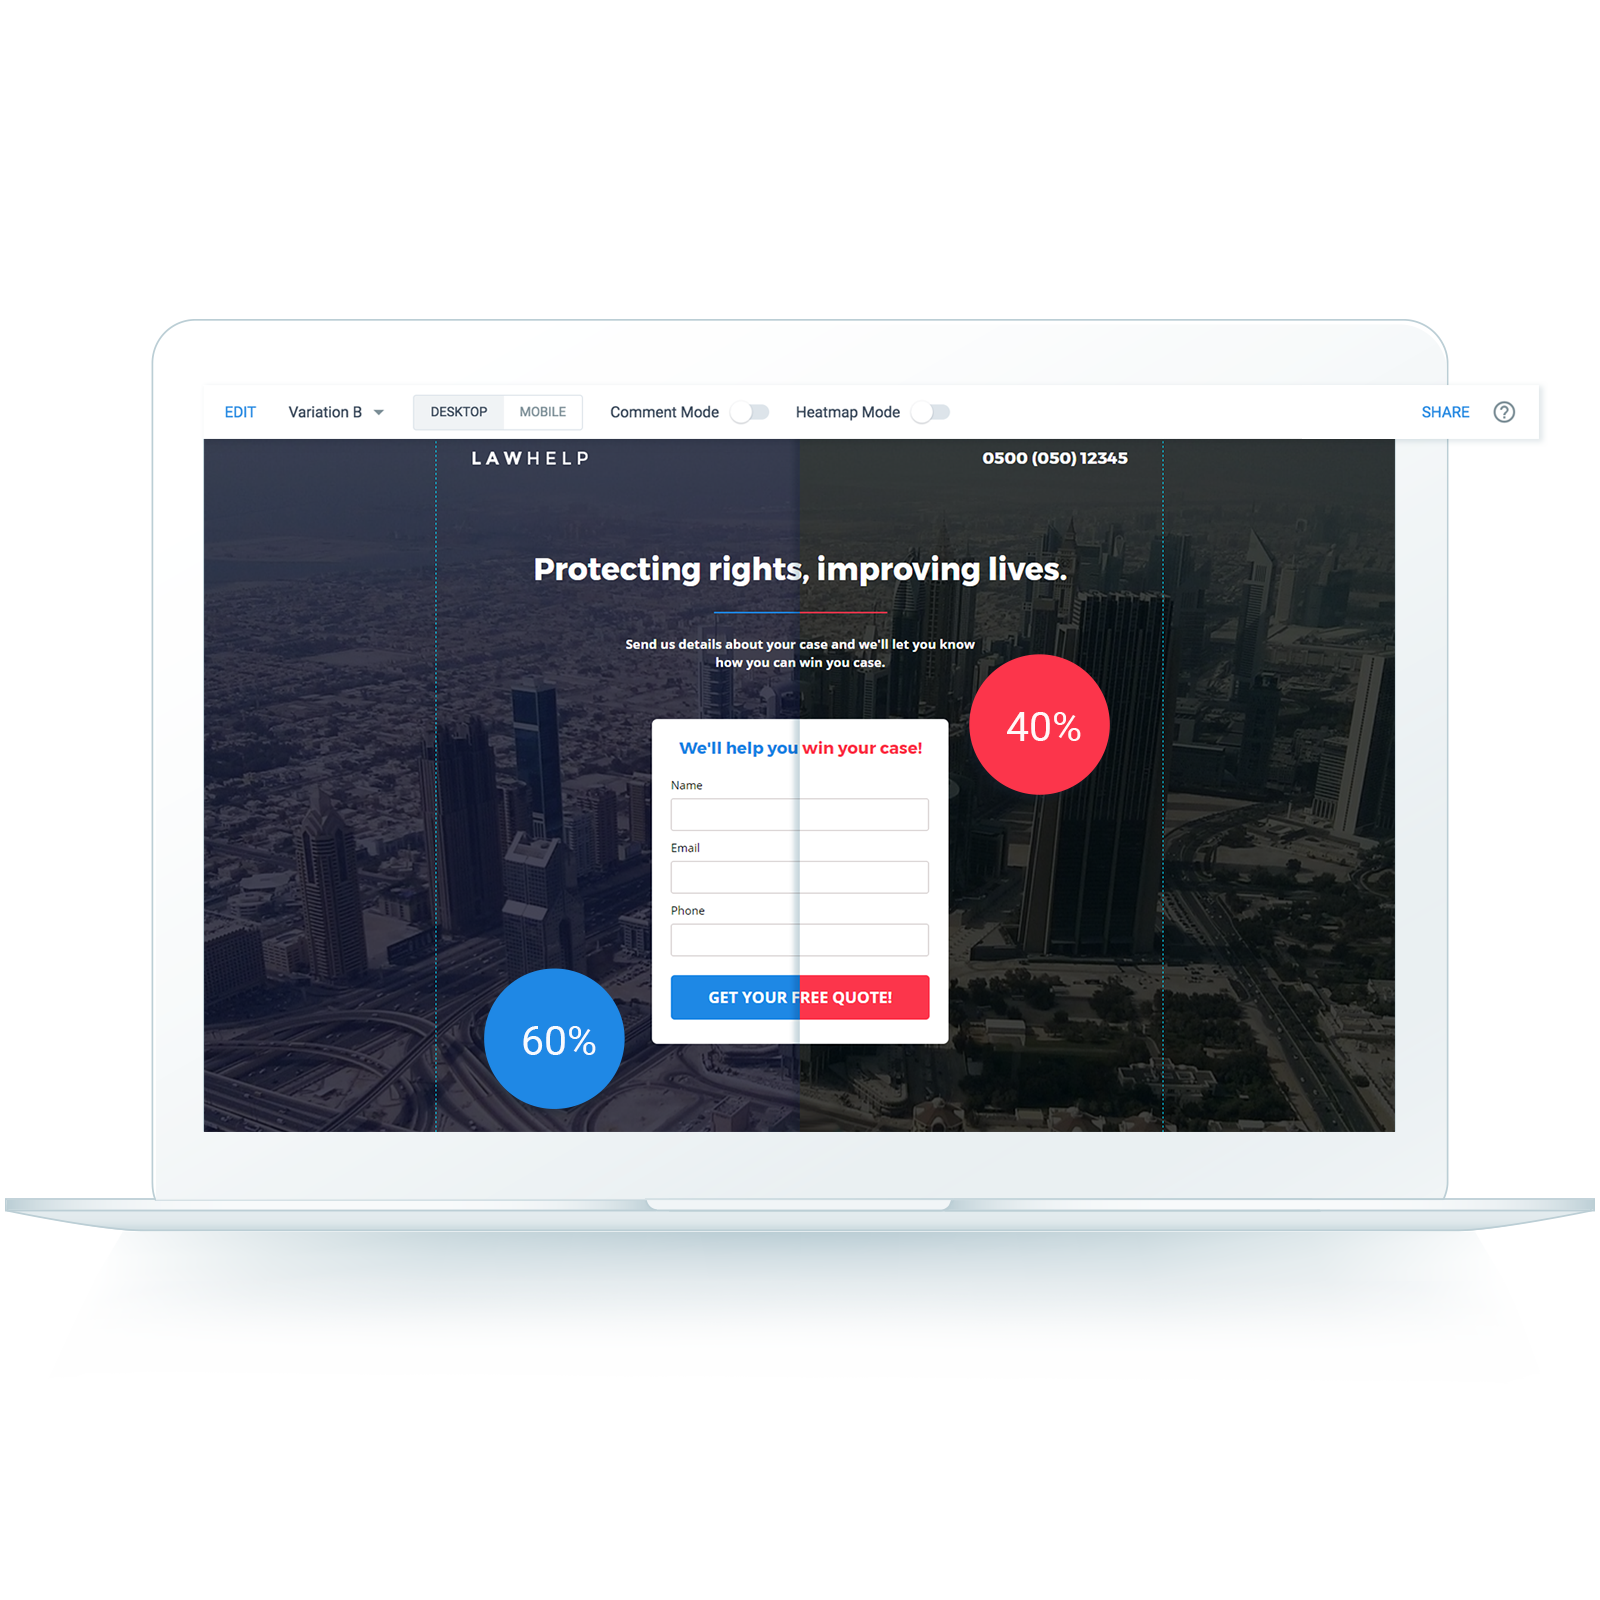 EDIT Variation B DESKTOP MOBILE Comment Mode Heatmap Mode SHARE ?
LAWHELP 0500 (050) 12345
Protecting rights, improving lives.
Send us details about your case and we'll let you know
how you can win you case.
40%
We'll help you win your case!
Name
Email
Phone
GET YOUR FREE QUOTE!
60%